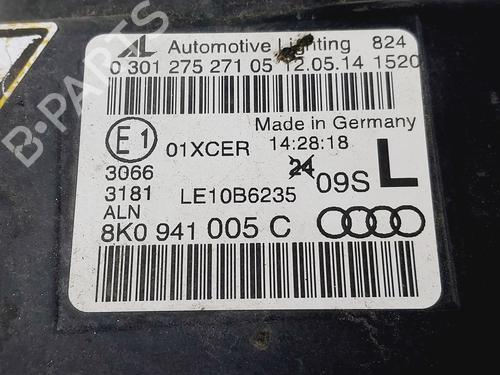 AL Automotive Lighting 824
0 301 275 271 05 12.05.14 1520
Made in Germany
E1 01XCER 14:28:18
3066 24 09S L
3181 LE10B6235
ALN
8K0 941 005 C
B-PARTS